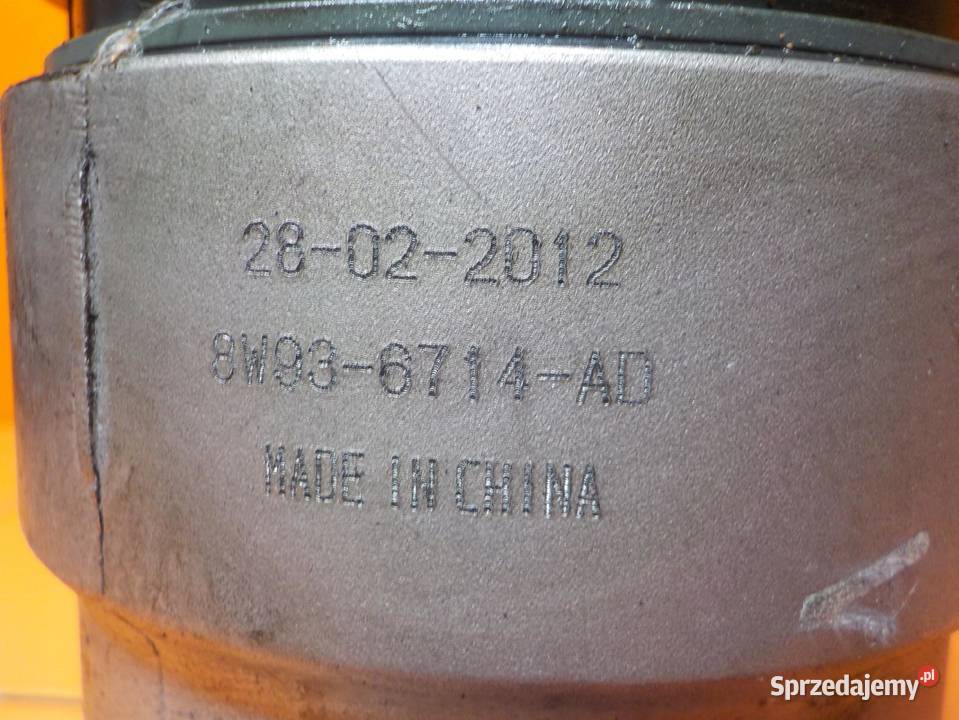 28-02-2012
8W93-6714-AD
MADE IN CHINA
Sprzedajemy.pl